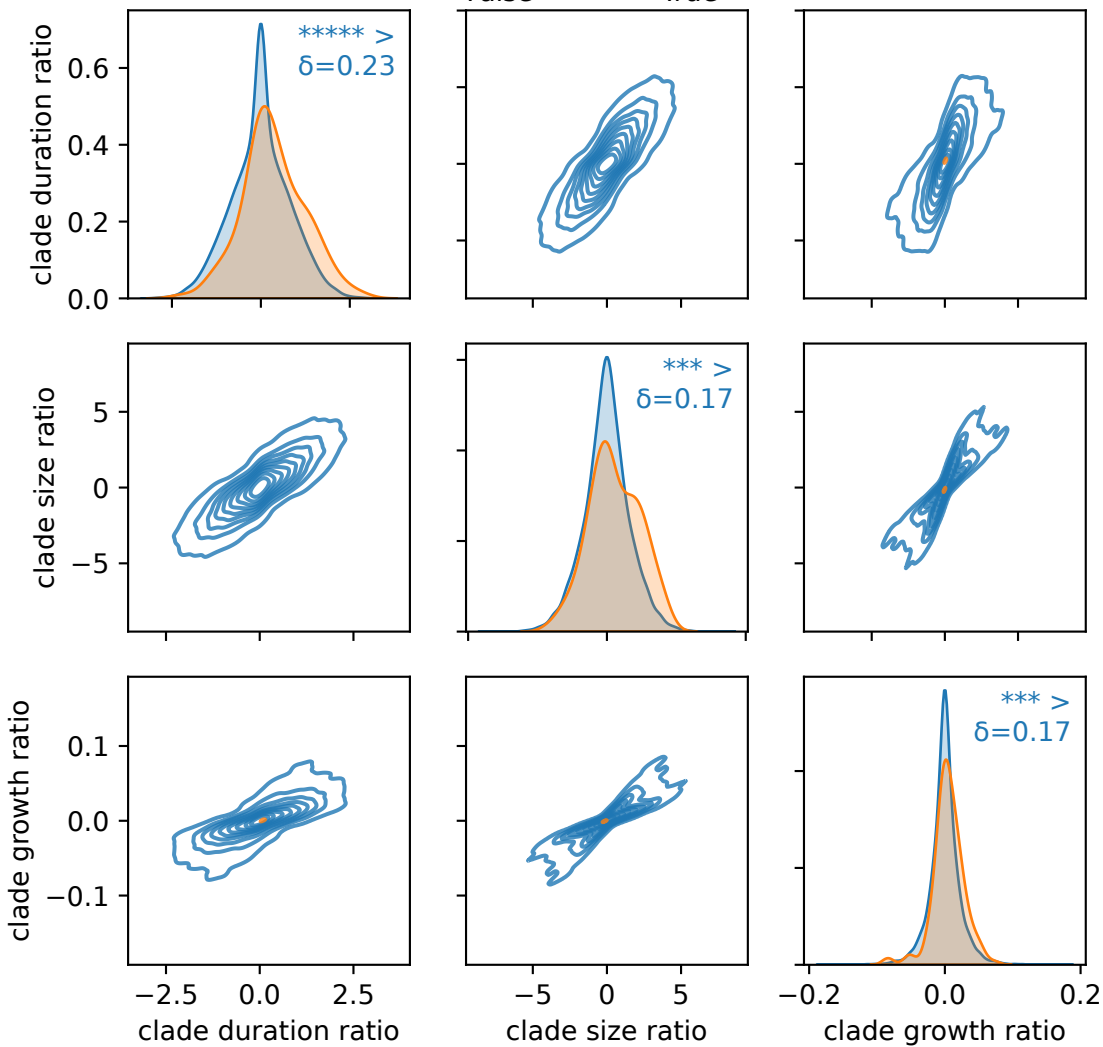 ***** >
δ=0.23
clade duration ratio
0.6
0.4
0.2
0.0
*** >
δ=0.17
clade size ratio
5
0
−5
*** >
δ=0.17
clade growth ratio
0.1
0.0
−0.1
−2.5 0.0 2.5
−5 0 5
−0.2 0.0 0.2
clade duration ratio
clade size ratio
clade growth ratio